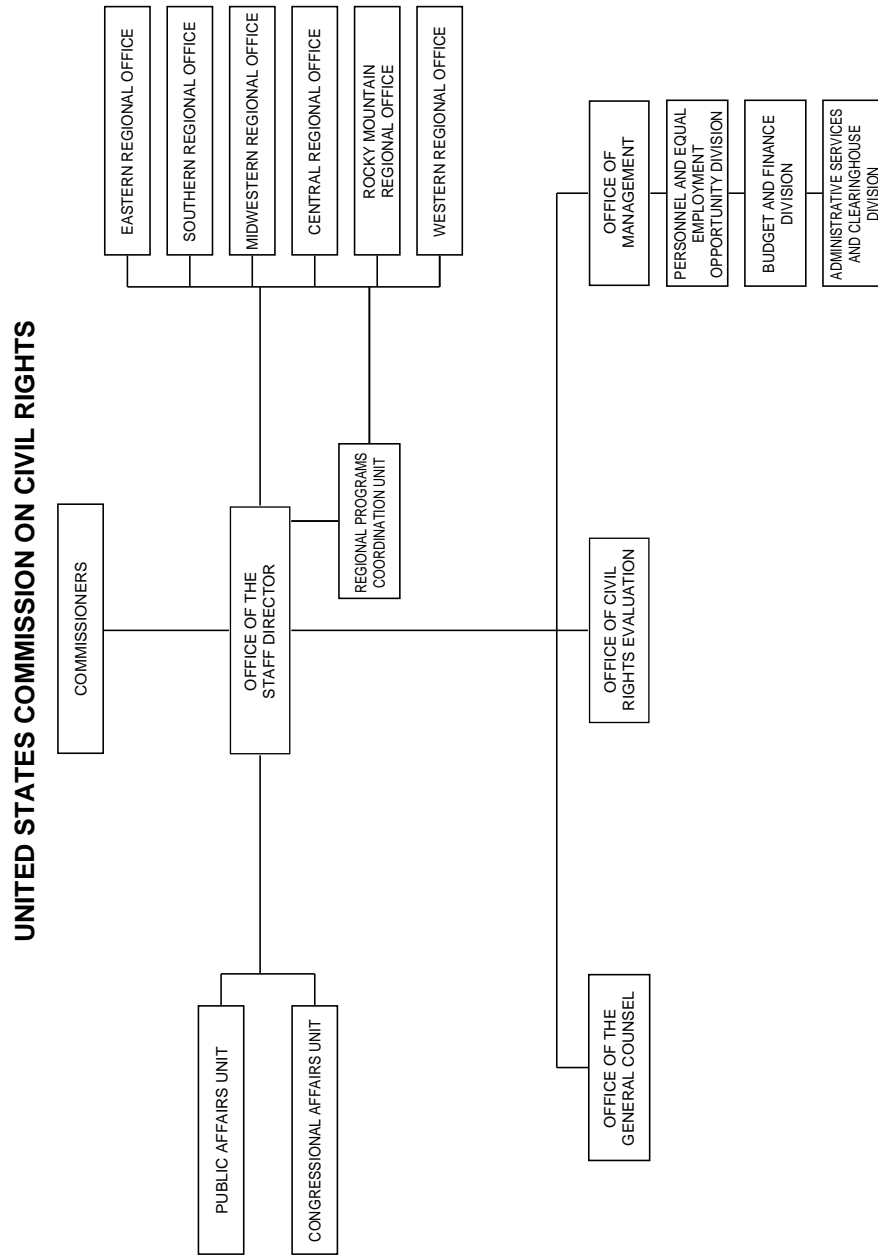 UNITED STATES COMMISSION ON CIVIL RIGHTS
COMMISSIONERS
PUBLIC AFFAIRS UNIT
CONGRESSIONAL AFFAIRS UNIT
OFFICE OF THE
STAFF DIRECTOR
REGIONAL PROGRAMS
COORDINATION UNIT
EASTERN REGIONAL OFFICE
SOUTHERN REGIONAL OFFICE
MIDWESTERN REGIONAL OFFICE
CENTRAL REGIONAL OFFICE
ROCKY MOUNTAIN
REGIONAL OFFICE
WESTERN REGIONAL OFFICE
OFFICE OF THE
GENERAL COUNSEL
OFFICE OF CIVIL
RIGHTS EVALUATION
OFFICE OF
MANAGEMENT
PERSONNEL AND EQUAL
EMPLOYMENT
OPPORTUNITY DIVISION
BUDGET AND FINANCE
DIVISION
ADMINISTRATIVE SERVICES
AND CLEARINGHOUSE
DIVISION